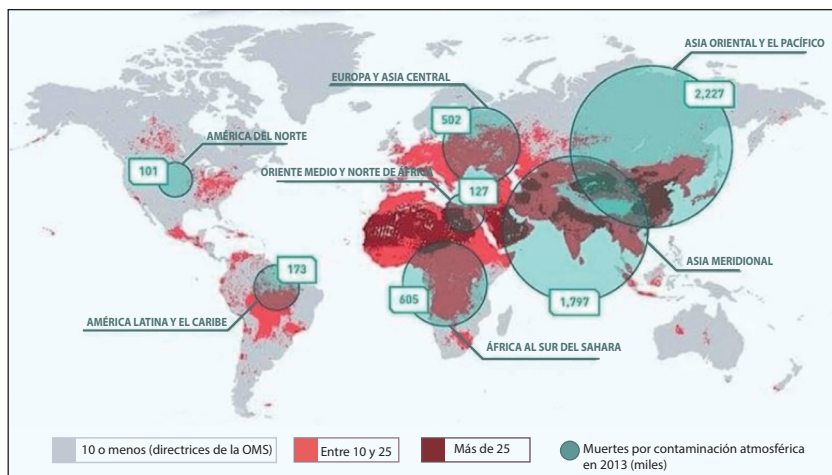 ASIA ORIENTAL Y EL PACÍFICO
EUROPA Y ASIA CENTRAL
2,227
502
AMÉRICA DEL NORTE
101
ORIENTE MEDIO Y NORTE DE ÁFRICA
127
173
ASIA MERIDIONAL
605
1,797
AMÉRICA LATINA Y EL CARIBE
ÁFRICA AL SUR DEL SAHARA
10 o menos (directrices de la OMS)
Entre 10 y 25
Más de 25
Muertes por contaminación atmosférica
en 2013 (miles)